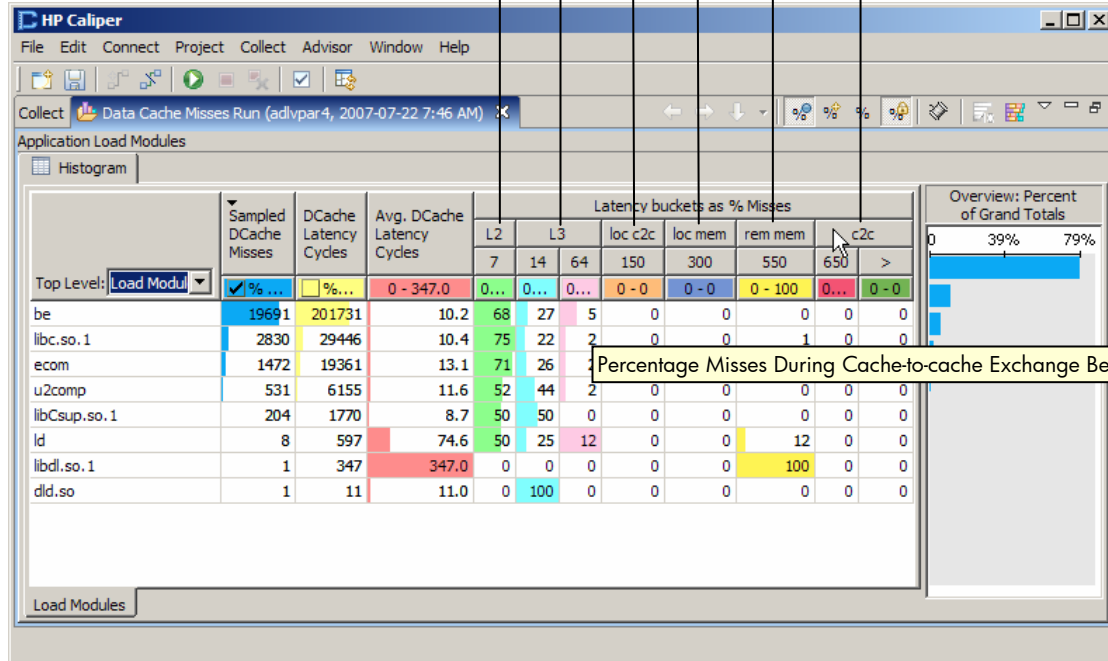 HP Caliper
File Edit Connect Project Collect Advisor Window Help
Collect Data Cache Misses Run (adlvpar4, 2007-07-22 7:46 AM)
Application Load Modules
Histogram
Top Level: Load Modul
Sampled DCache Misses
DCache Latency Cycles
Avg. DCache Latency Cycles
Latency buckets as % Misses
L2 L3 loc c2c loc mem rem mem c2c
7 14 64 150 300 550 650 >
% ... %... 0 - 347.0 0... 0... 0... 0 - 0 0 - 0 0 - 100 0... 0 - 0
be 19691 201731 10.2 68 27 5 0 0 0 0 0
libc.so.1 2830 29446 10.4 75 22 2 0 0 1 0 0
ecom 1472 19361 13.1 71 26
Percentage Misses During Cache-to-cache Exchange Be
u2comp 531 6155 11.6 52 44 2 0 0 0 0 0
libCsup.so.1 204 1770 8.7 50 50 0 0 0 0 0 0
ld 8 597 74.6 50 25 12 0 0 12 0 0
libdl.so.1 1 347 347.0 0 0 0 0 0 100 0 0
dld.so 1 11 11.0 0 100 0 0 0 0 0 0
Load Modules
Overview: Percent
of Grand Totals
0 39% 79%